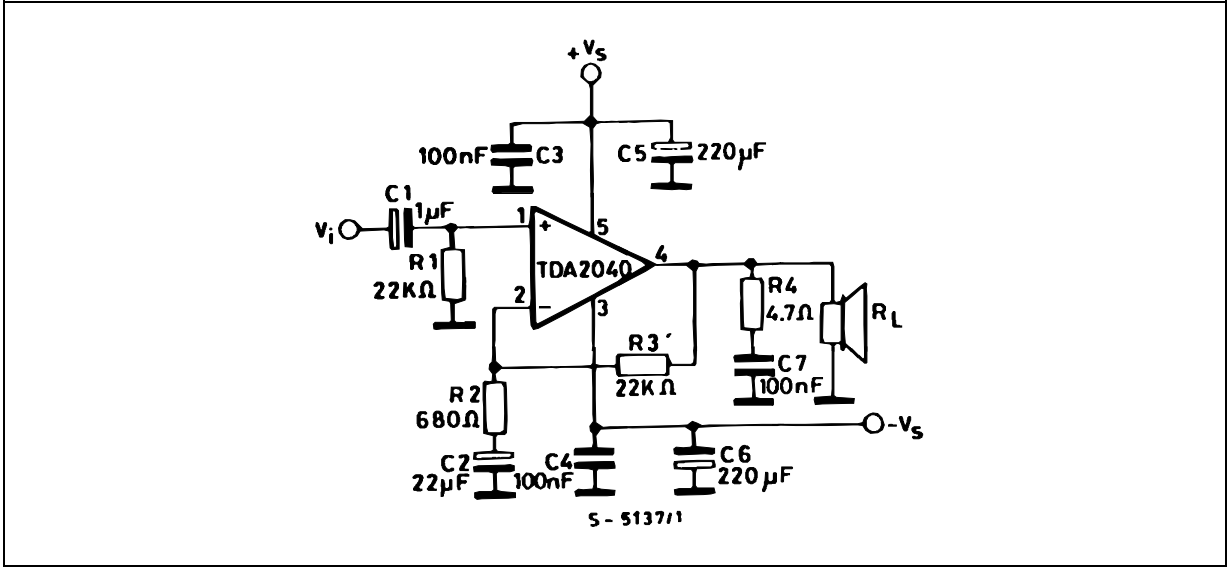 +Vs
100nF C3
C5 220µF
C1
1µF
Vi
R1
22KΩ
1
+
5
TDA2040
4
2
-
3
R4
4.7Ω
RL
R3
22KΩ
C7
100nF
R2
680Ω
-Vs
C2
22µF
C4
100nF
C6
220µF
S-5137/1